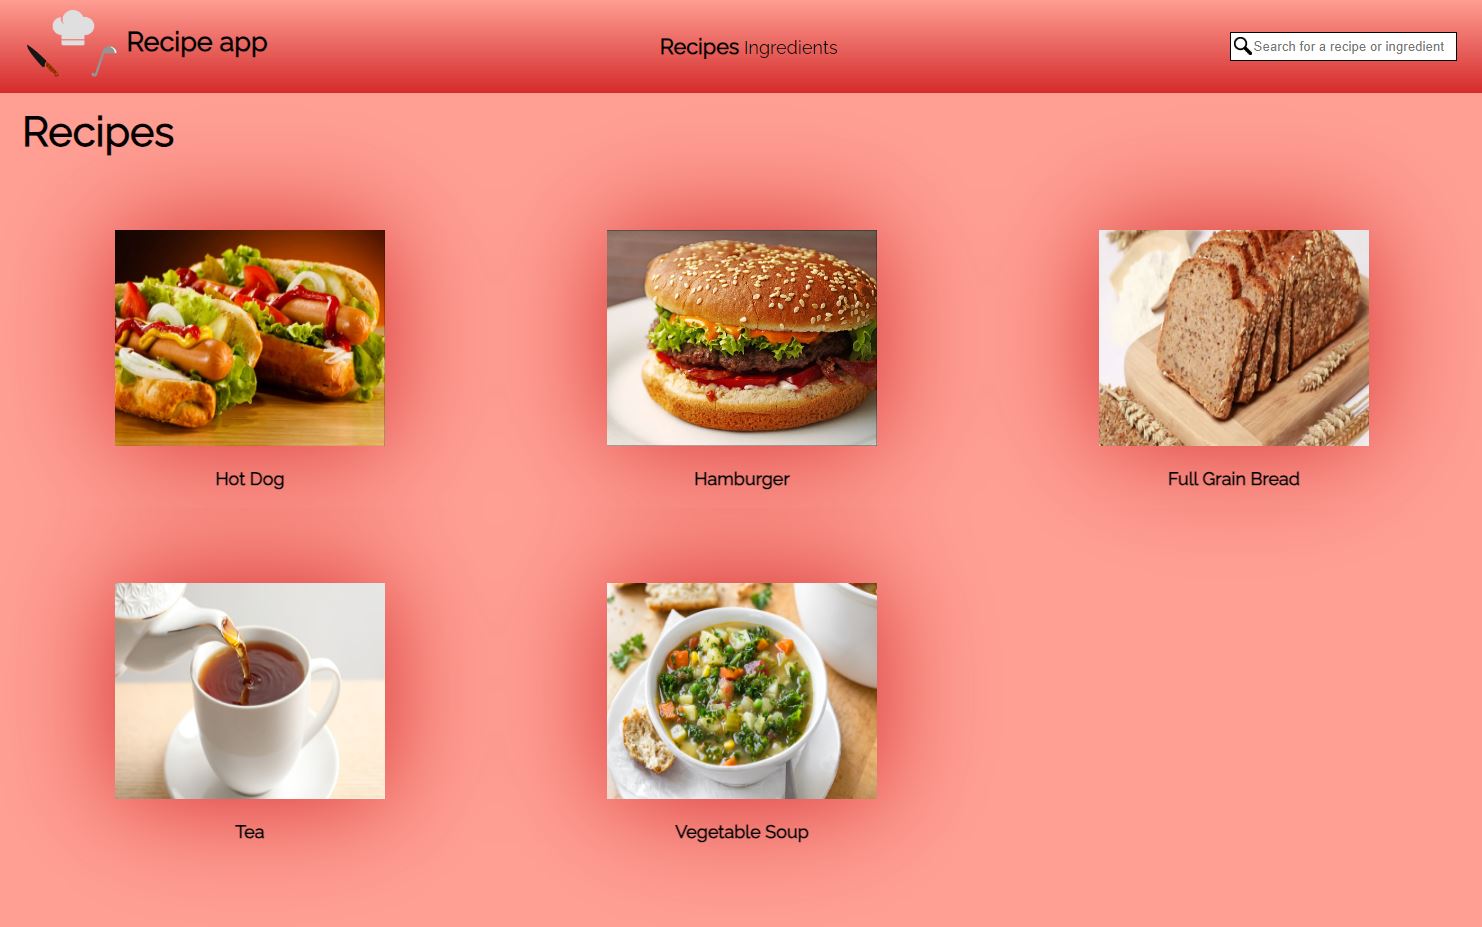 Recipe app
Recipes Ingredients
Search for a recipe or ingredient
Recipes
Hot Dog
Hamburger
Full Grain Bread
Tea
Vegetable Soup